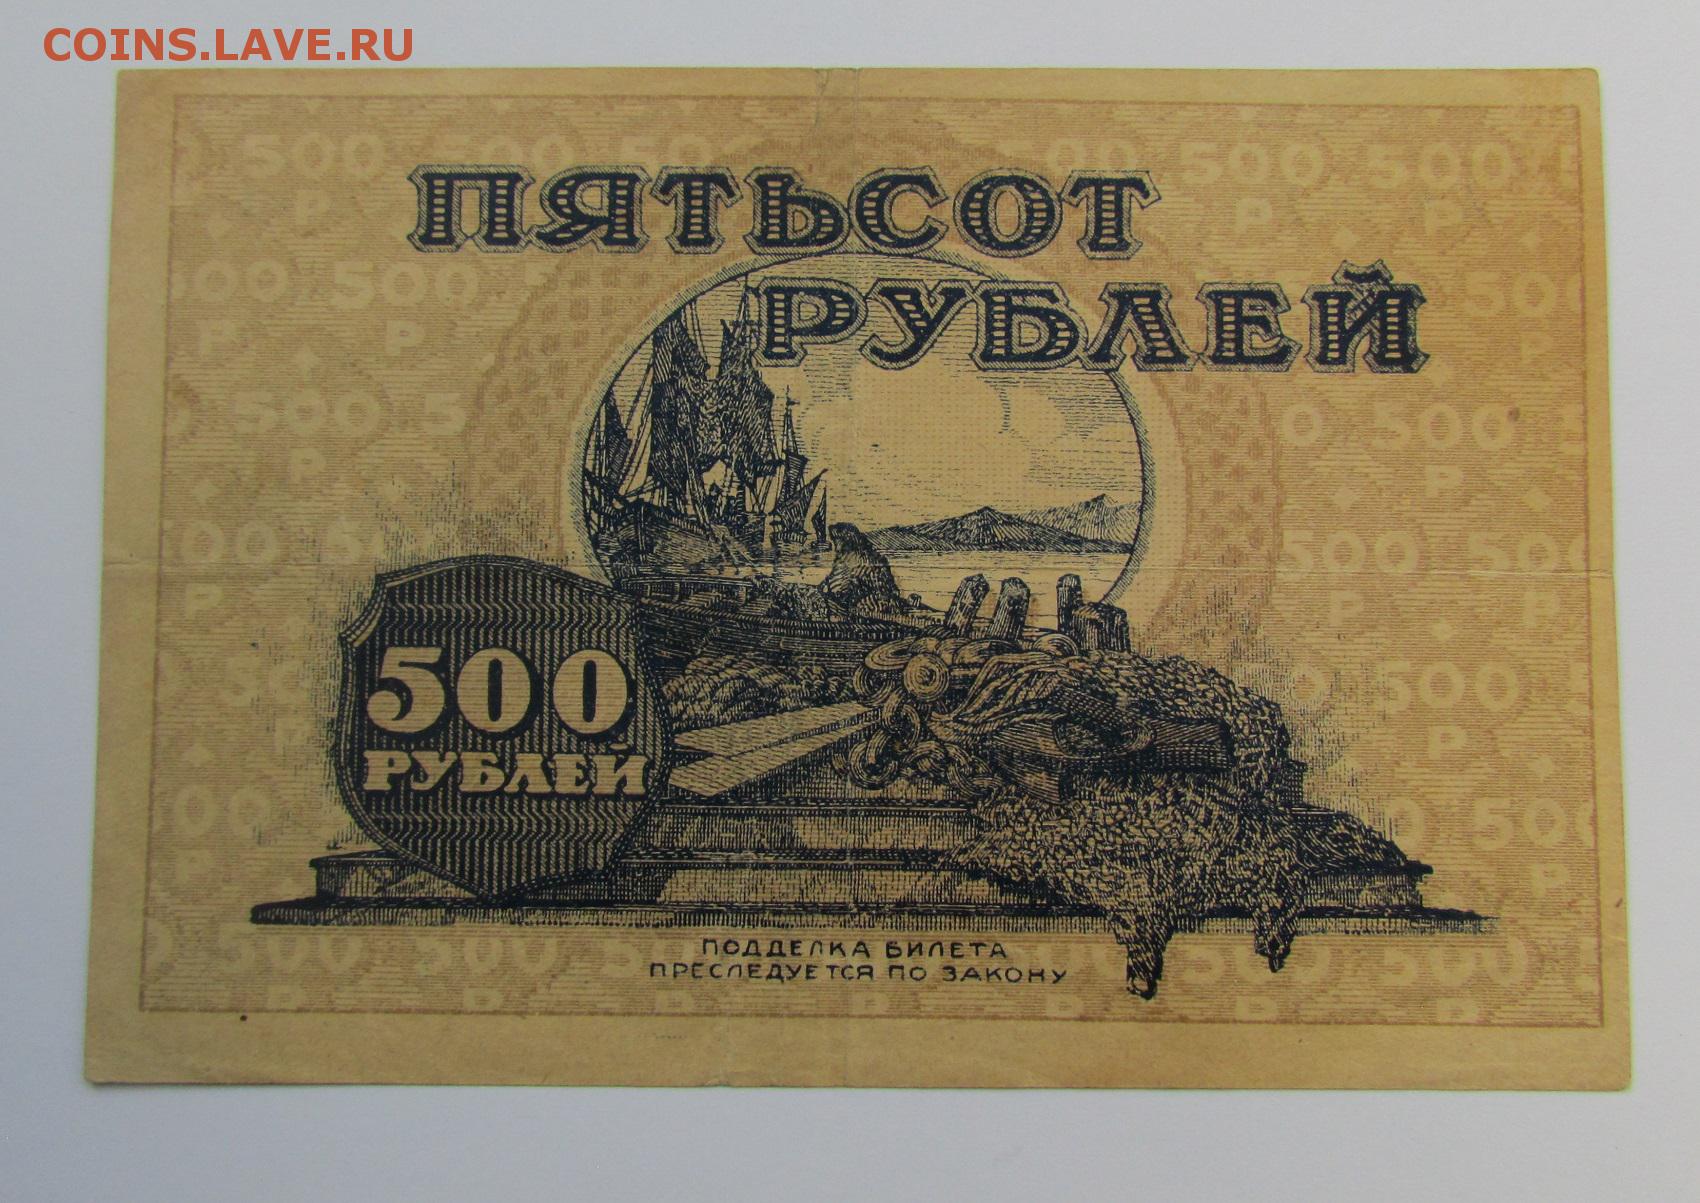 COINS.LAVE.RU
ПЯТЬСОТ
РУБЛЕЙ
500
РУБЛЕЙ
ПОДДЕЛКА БИЛЕТА
ПРЕСЛЕДУЕТСЯ ПО ЗАКОНУ